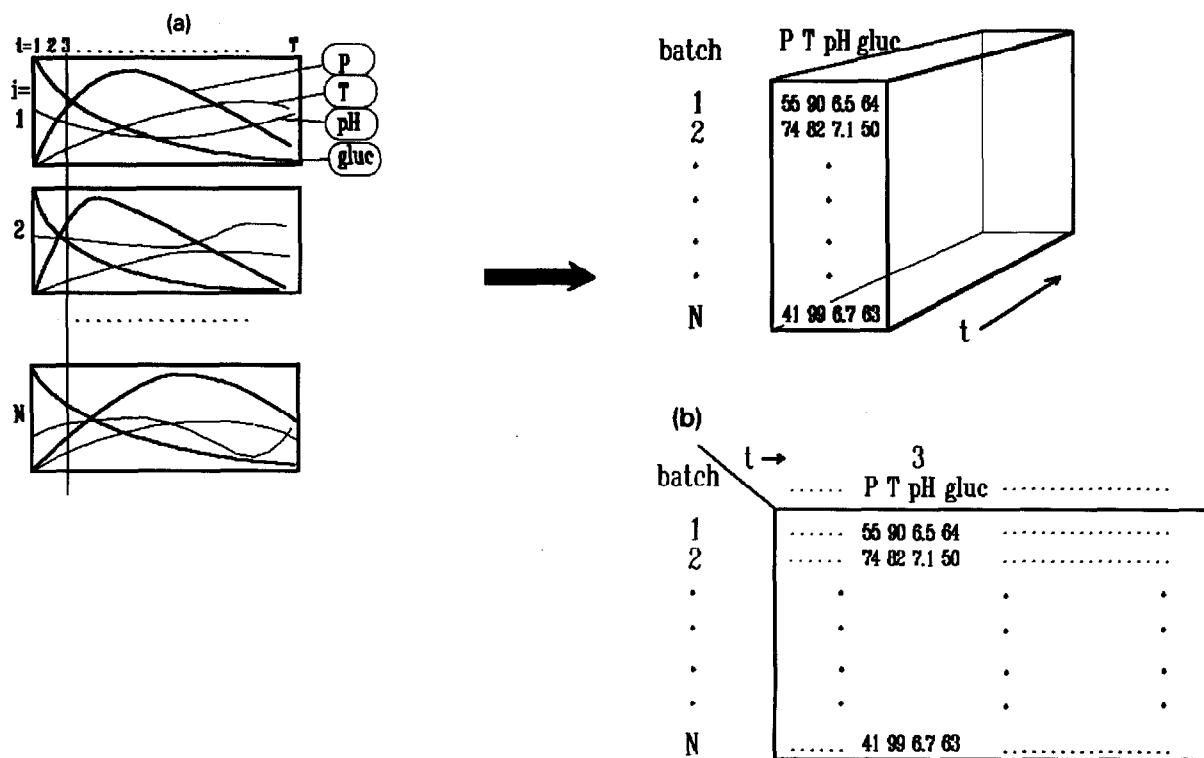 (a)
t=1 2 3 ........................ T
i=
1
p
T
pH
gluc
2
........................
N
batch
P T pH gluc
1
55 90 6.5 64
2
74 82 7.1 50
N
41 99 6.7 63
t
(b)
t → 3
batch
...... P T pH gluc ........................
1 ...... 55 90 6.5 64 ........................
2 ...... 74 82 7.1 50 ........................
N ...... 41 99 6.7 63 ........................